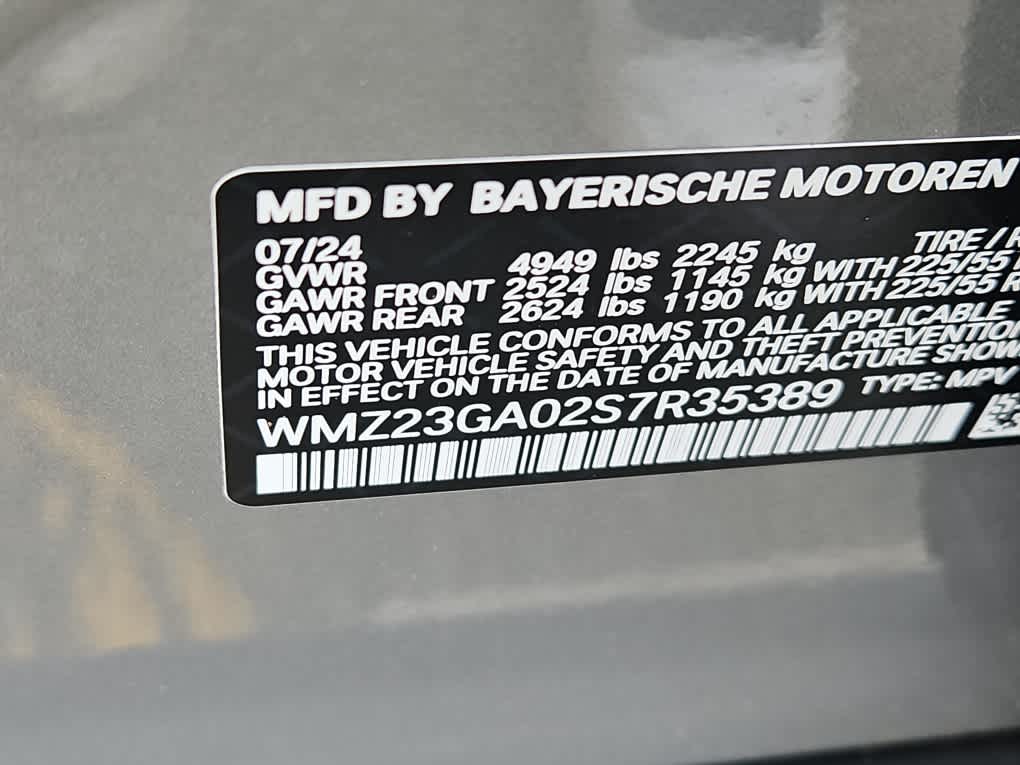 MFD BY BAYERISCHE MOTOREN
07/24 TIRE /
GVWR 4949 lbs 2245 kg
GAWR FRONT 2524 lbs 1145 kg WITH 225/55
GAWR REAR 2624 lbs 1190 kg WITH 225/55 R
THIS VEHICLE CONFORMS TO ALL APPLICABLE
MOTOR VEHICLE SAFETY AND THEFT PREVENTION
IN EFFECT ON THE DATE OF MANUFACTURE SHOW
WMZ23GA02S7R35389 TYPE: MPV